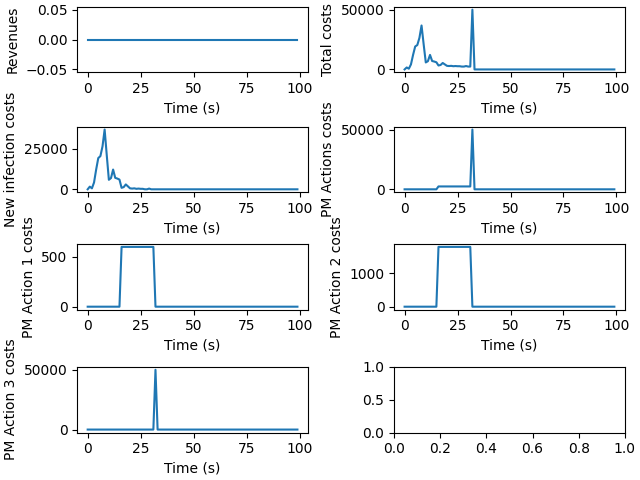 Revenues
0.05
0.00
−0.05
0 25 50 75 100
Time (s)
Total costs
50000
0
0 25 50 75 100
Time (s)
New infection costs
25000
0
0 25 50 75 100
Time (s)
PM Actions costs
50000
0
0 25 50 75 100
Time (s)
PM Action 1 costs
500
0
0 25 50 75 100
Time (s)
PM Action 2 costs
1000
0
0 25 50 75 100
Time (s)
PM Action 3 costs
50000
0
0 25 50 75 100
Time (s)
1.0
0.5
0.0
0.0 0.2 0.4 0.6 0.8 1.0